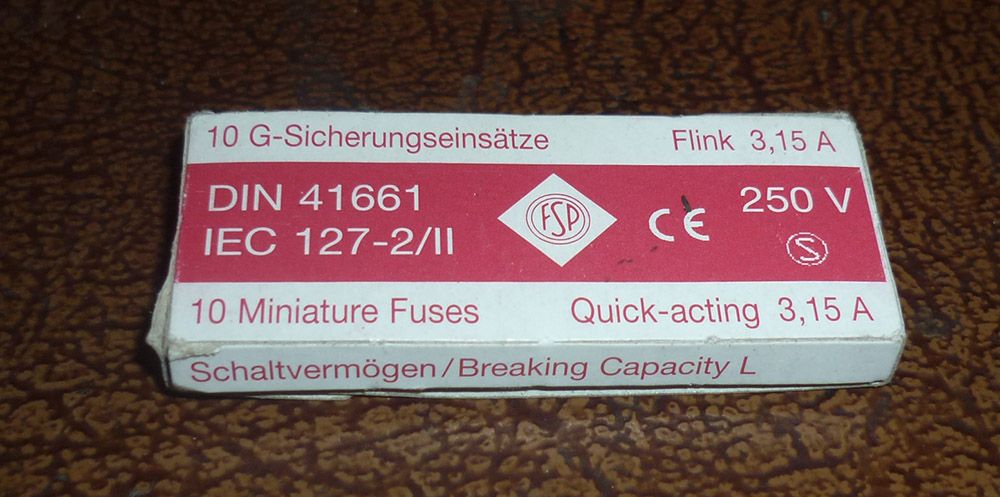 10 G-Sicherungseinsätze Flink 3,15 A
DIN 41661 FSP CE 250 V
IEC 127-2/II S
10 Miniature Fuses Quick-acting 3,15 A
Schaltvermögen/Breaking Capacity L